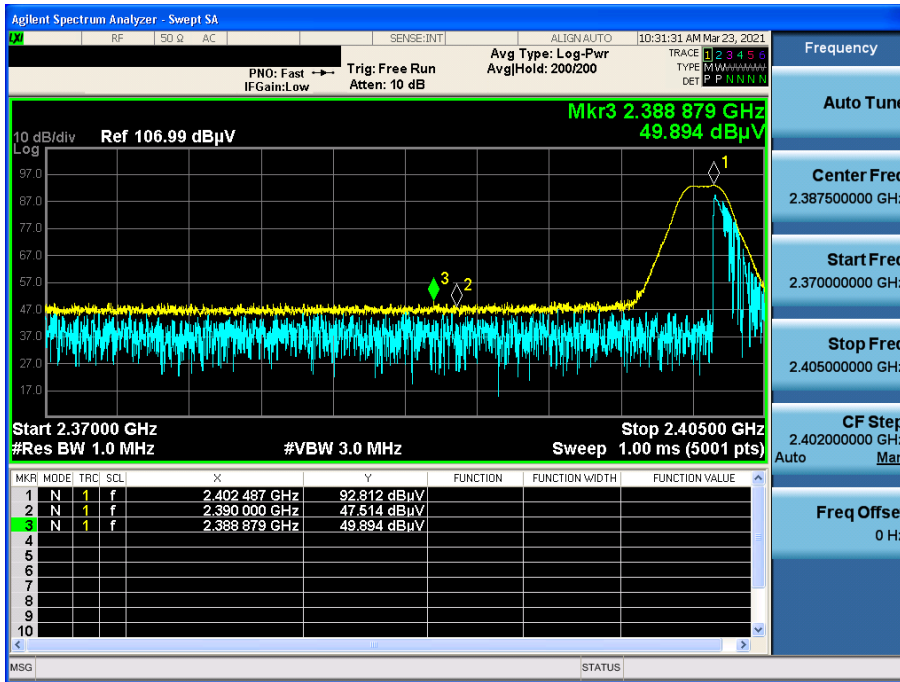 Agilent Spectrum Analyzer - Swept SA
LXI RF 50 Ω AC SENSE:INT ALIGN AUTO 10:31:31 AM Mar 23, 2021
PNO: Fast
IFGain:Low
Trig: Free Run
Atten: 10 dB
Avg Type: Log-Pwr
Avg|Hold: 200/200
TRACE 1 2 3 4 5 6
TYPE M W
DET P P N N N N
Mkr3 2.388 879 GHz
49.894 dBµV
10 dB/div Ref 106.99 dBµV
Log
97.0
87.0
77.0
67.0
57.0
47.0
37.0
27.0
17.0
1
3
2
Start 2.37000 GHz Stop 2.40500 GHz
#Res BW 1.0 MHz #VBW 3.0 MHz Sweep 1.00 ms (5001 pts)
MKR MODE TRC SCL X Y FUNCTION FUNCTION WIDTH FUNCTION VALUE
1 N 1 f 2.402 487 GHz 92.812 dBµV
2 N 1 f 2.390 000 GHz 47.514 dBµV
3 N 1 f 2.388 879 GHz 49.894 dBµV
4
5
6
7
8
9
10
MSG STATUS
Frequency
Auto Tune
Center Freq
2.387500000 GHz
Start Freq
2.370000000 GHz
Stop Freq
2.405000000 GHz
CF Step
2.402000000 GHz
Auto Man
Freq Offset
0 Hz